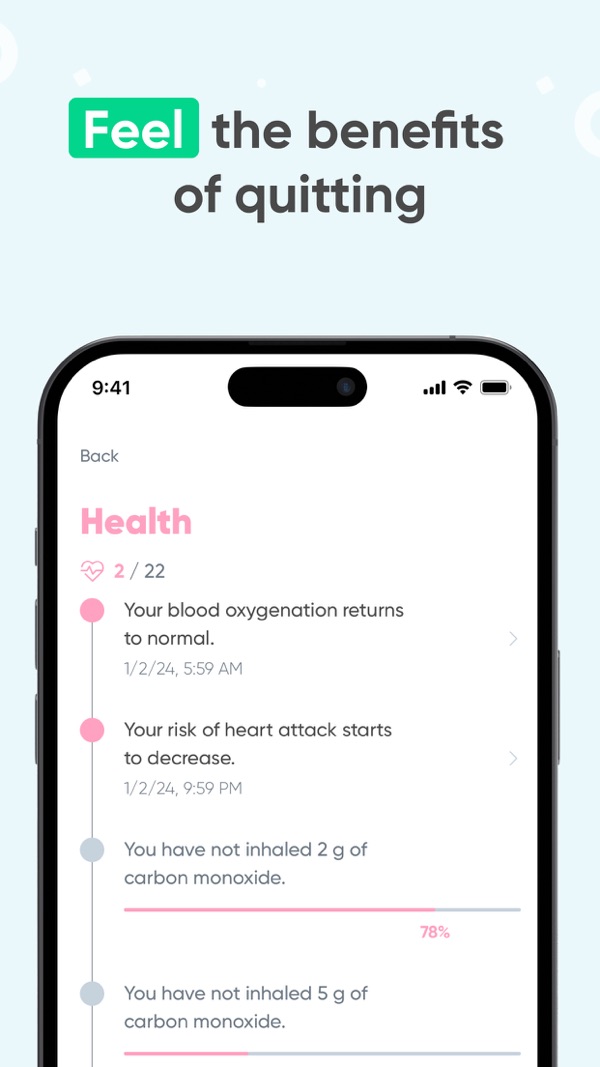 Feel the benefits
of quitting
9:41
Back
Health
2 / 22
Your blood oxygenation returns
to normal.
1/2/24, 5:59 AM
Your risk of heart attack starts
to decrease.
1/2/24, 9:59 PM
You have not inhaled 2 g of
carbon monoxide.
78%
You have not inhaled 5 g of
carbon monoxide.